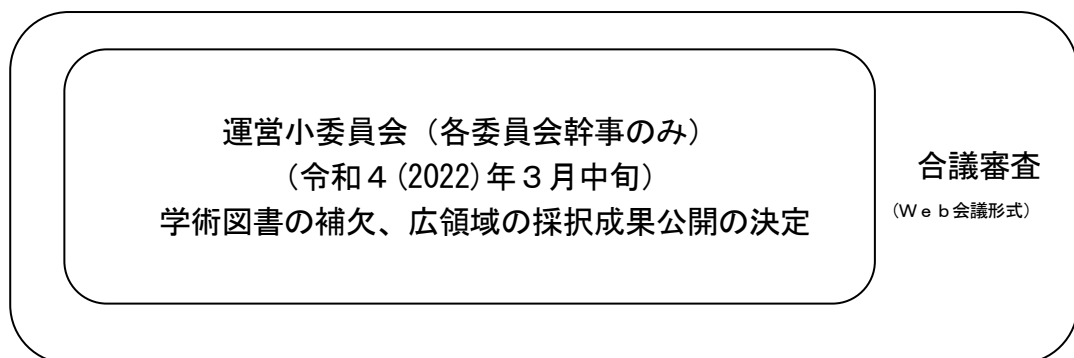 運営小委員会（各委員会幹事のみ）
（令和４(2022)年３月中旬）
学術図書の補欠、広領域の採択成果公開の決定
合議審査
（Ｗｅｂ会議形式）